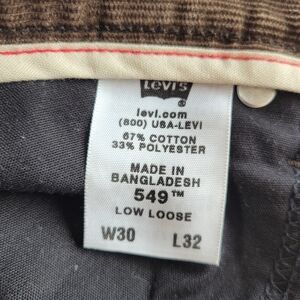 Levi's
levi.com
(800) USA-LEVI
67% COTTON
33% POLYESTER
MADE IN
BANGLADESH
549™
LOW LOOSE
W30 L32